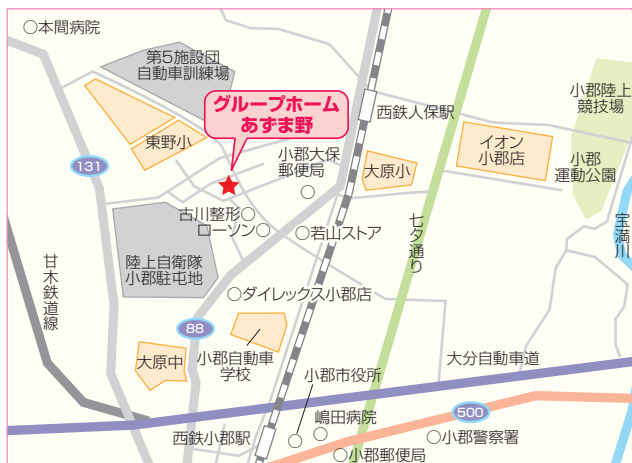 本間病院
第5施設団
自動車訓練場
グループホーム
あずま野
東野小
131
小郡大保
郵便局
西鉄人保駅
大原小
イオン
小郡店
小郡陸上
競技場
小郡
運動公園
宝満川
古川整形
ローソン
若山ストア
七夕通り
陸上自衛隊
小郡駐屯地
甘木鉄道線
ダイレックス小郡店
88
大原中
小郡自動車
学校
小郡市役所
大分自動車道
嶋田病院
500
西鉄小郡駅
小郡郵便局
小郡警察署